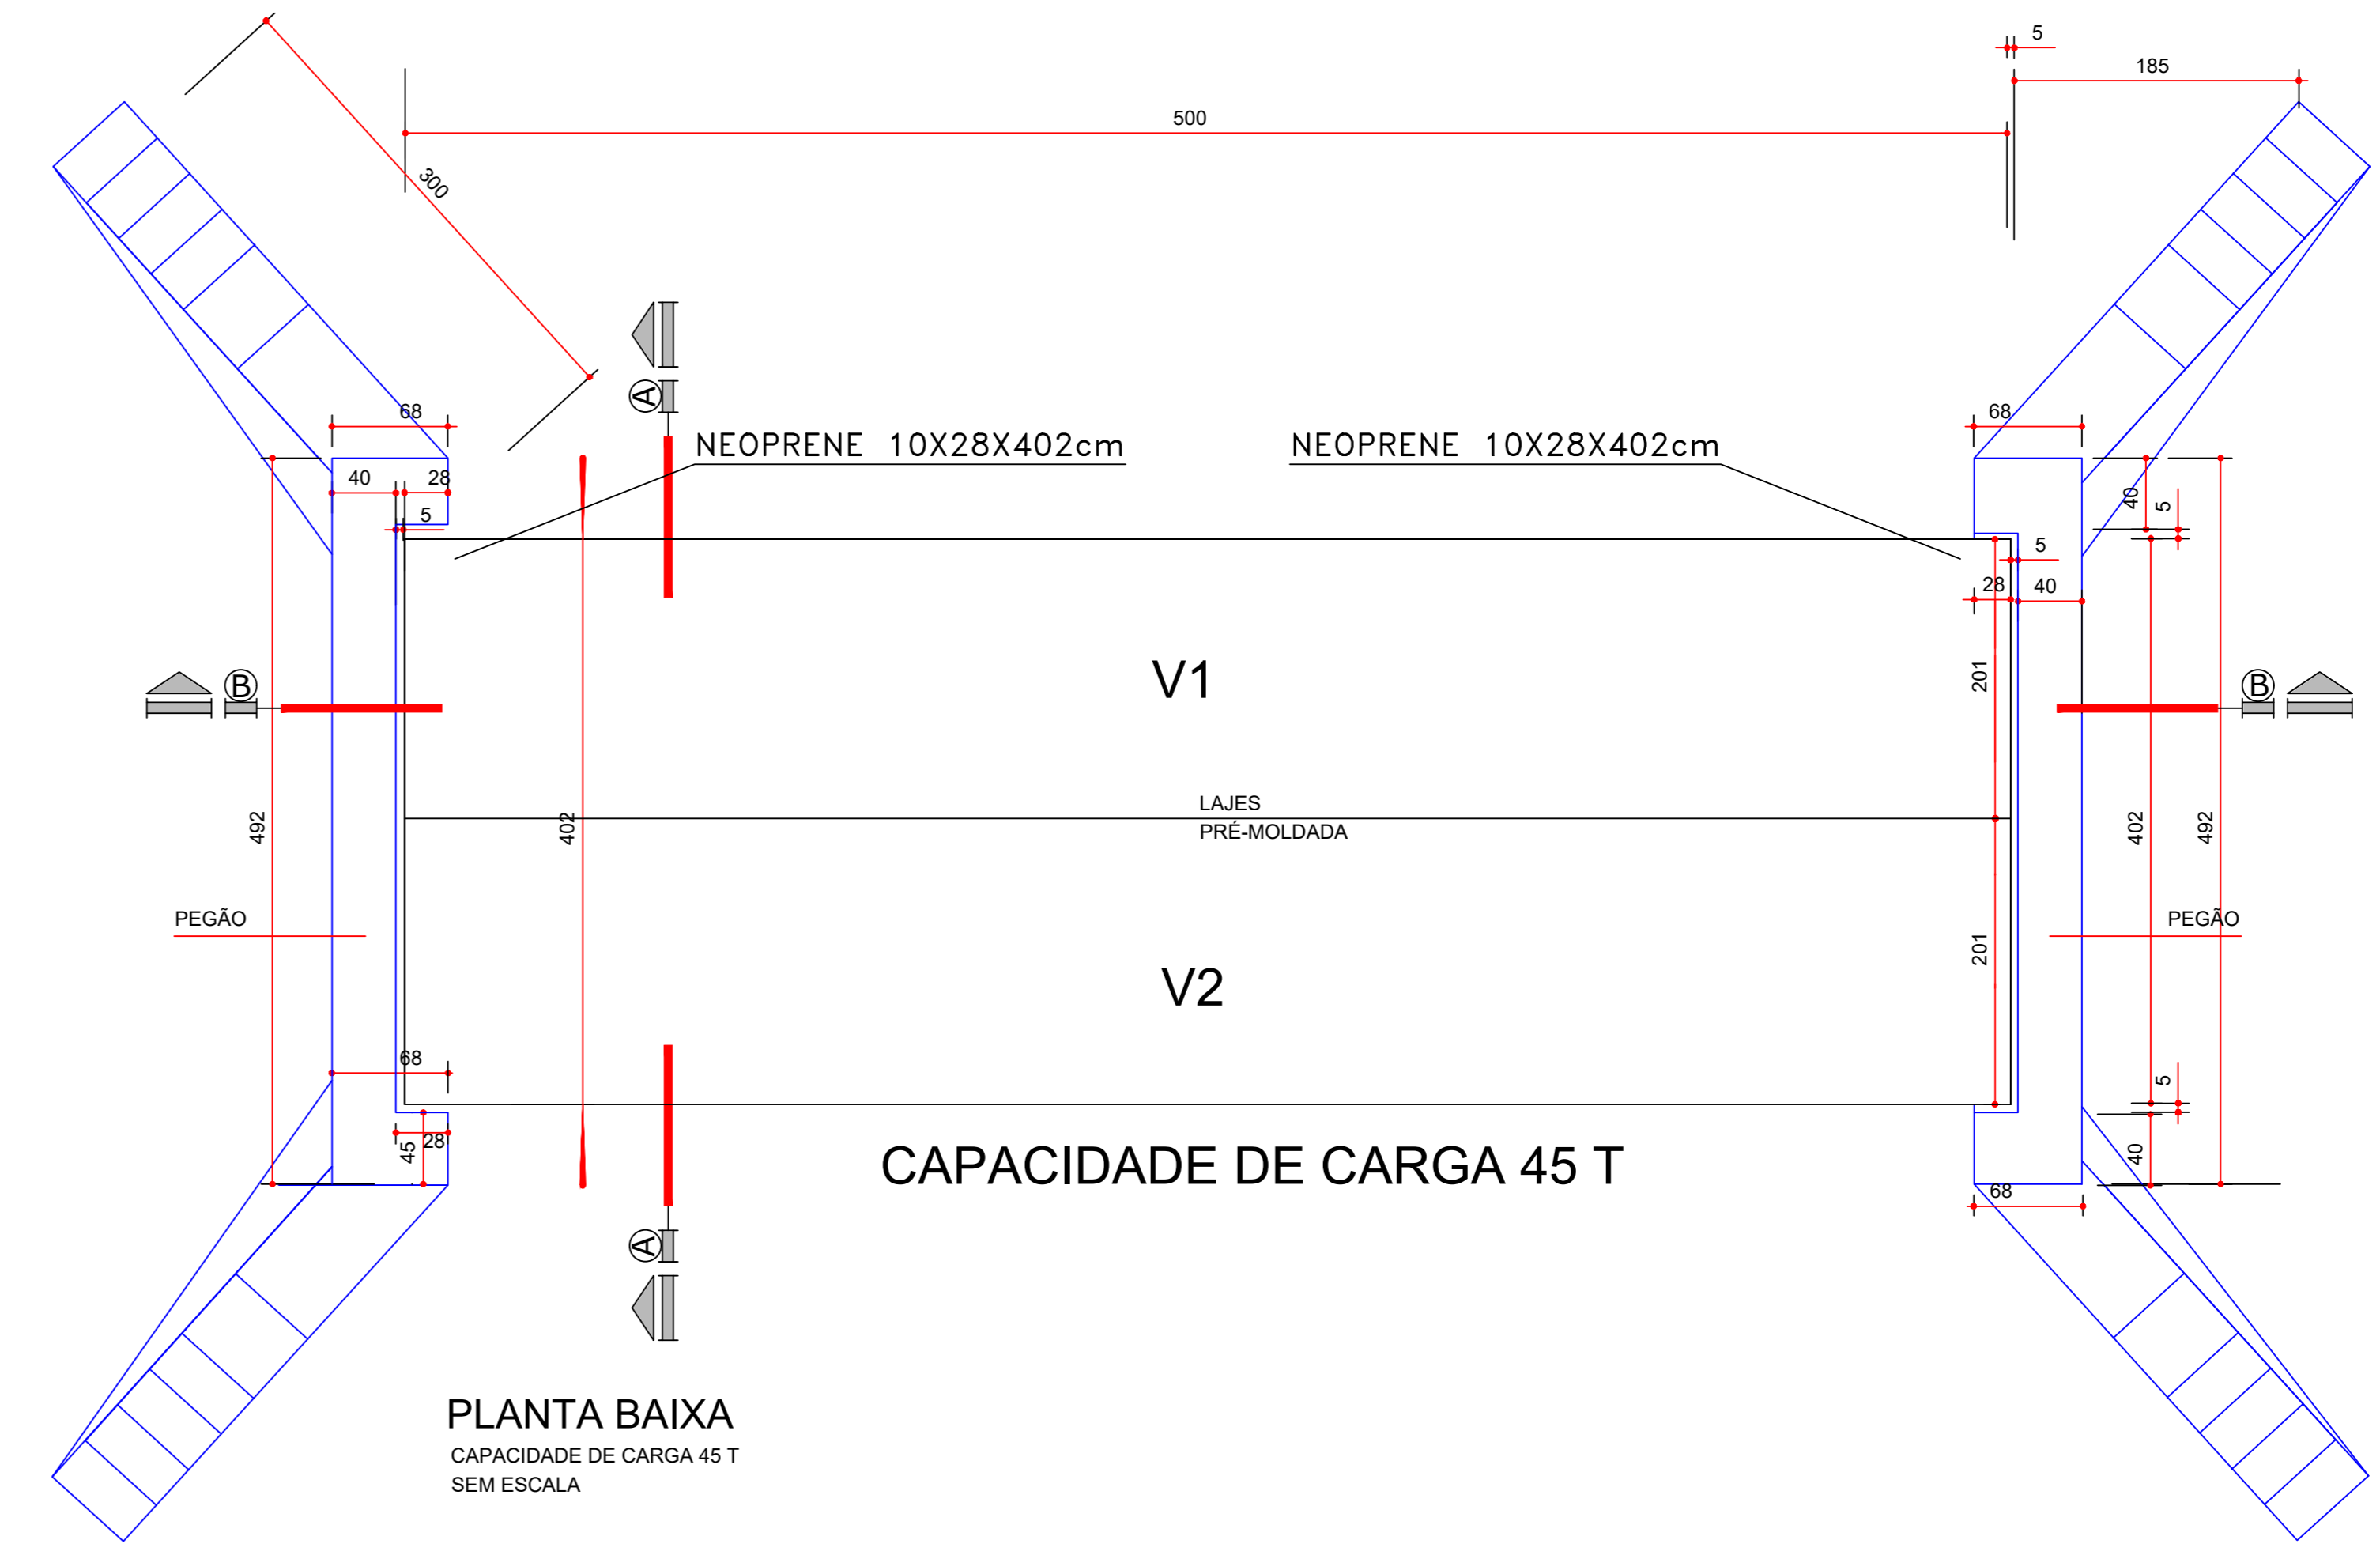 5
185
500
300
68
68
NEOPRENE 10X28X402cm
NEOPRENE 10X28X402cm
A
40
28
5
40
5
5
28
40
V1
201
B
B
LAJES
PRÉ-MOLDADA
492
402
402
492
PEGÃO
PEGÃO
201
V2
68
5
45
28
40
CAPACIDADE DE CARGA 45 T
68
A
PLANTA BAIXA
CAPACIDADE DE CARGA 45 T
SEM ESCALA